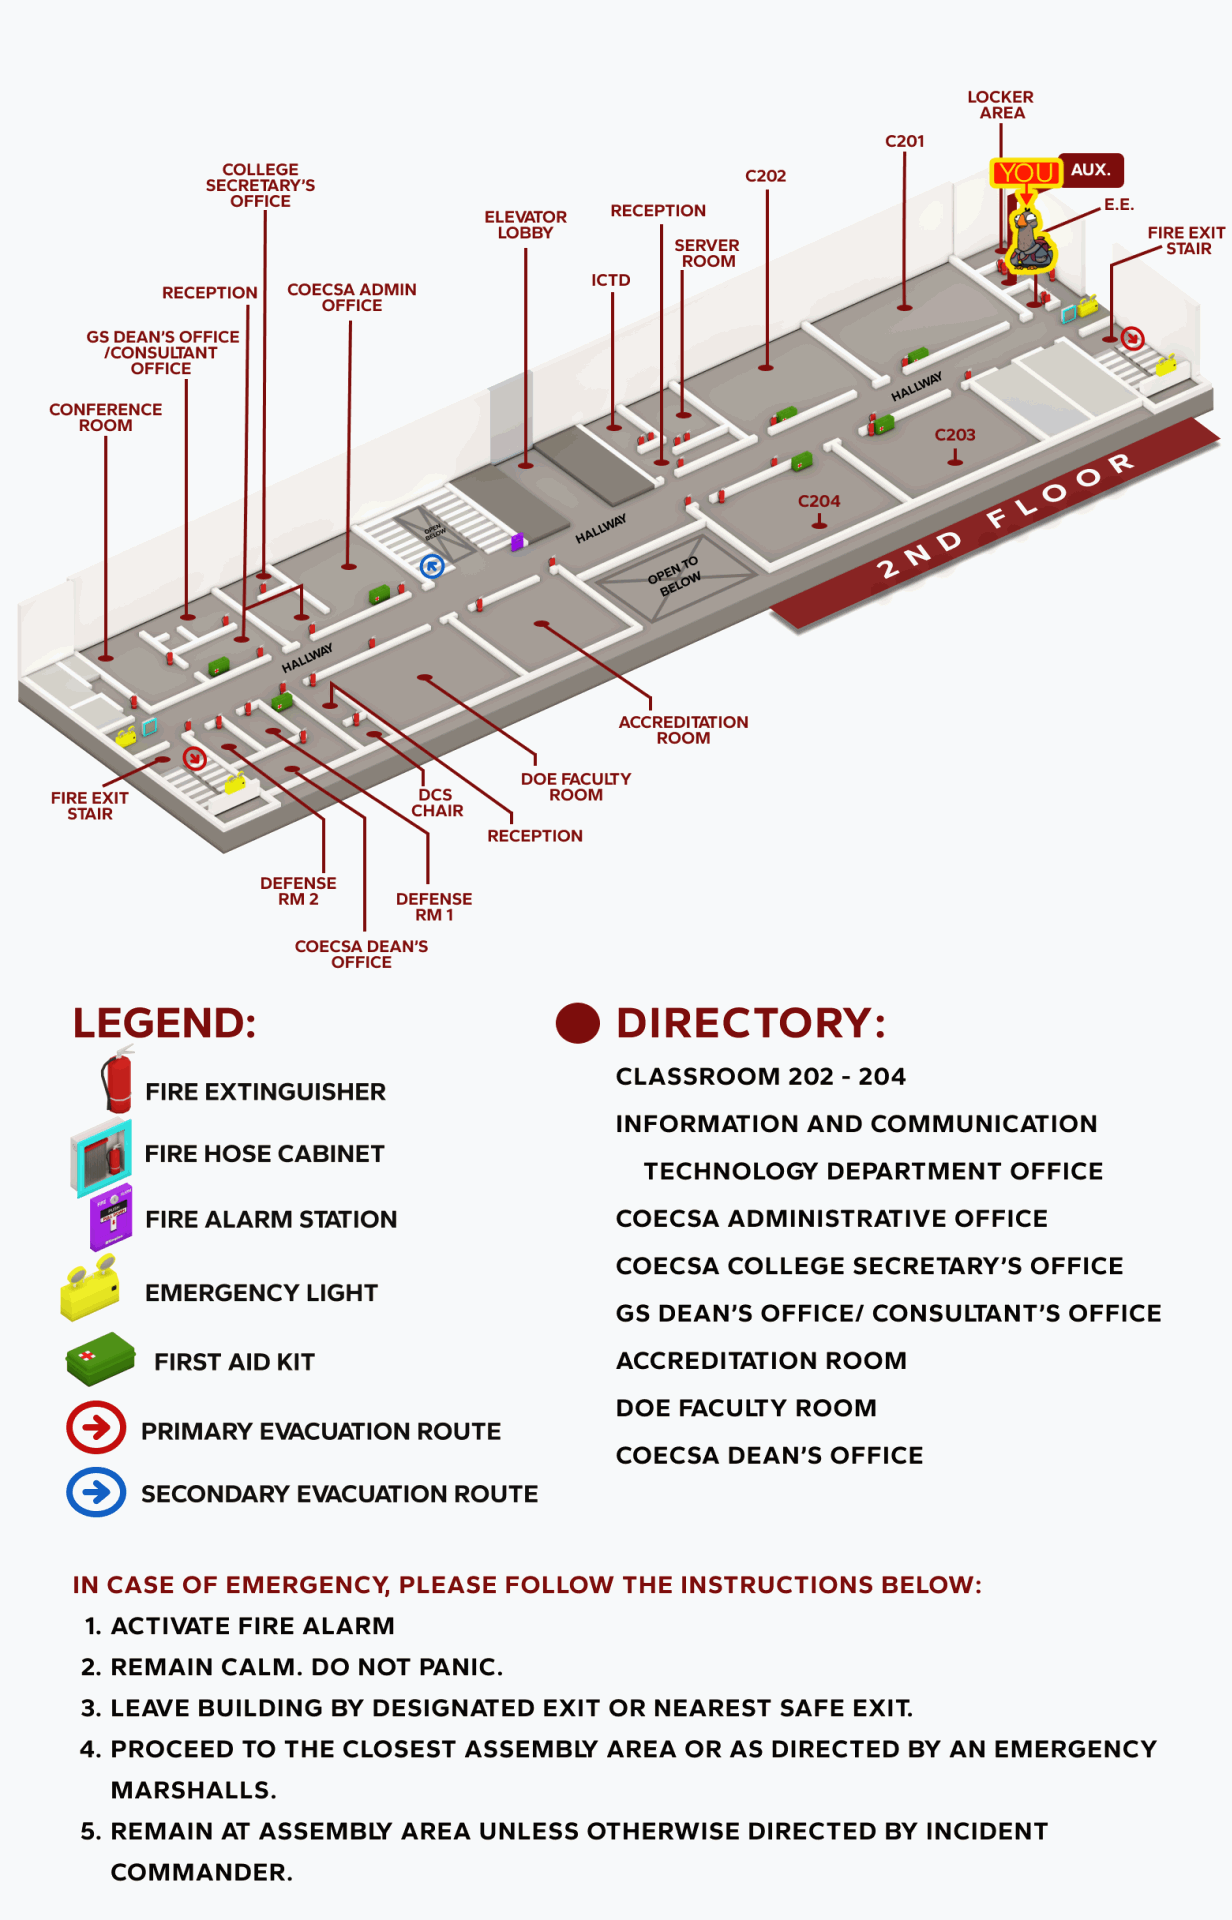 LOCKER
AREA
C201
YOU
AUX.
C202
COLLEGE
SECRETARY'S
OFFICE
E.E.
RECEPTION
ELEVATOR
LOBBY
FIRE EXIT
STAIR
SERVER
ROOM
ICTD
RECEPTION
COECSA ADMIN
OFFICE
GS DEAN'S OFFICE
/CONSULTANT
OFFICE
CONFERENCE
ROOM
HALLWAY
C203
C204
2ND FLOOR
OPEN
BELOW
HALLWAY
OPEN TO
BELOW
HALLWAY
ACCREDITATION
ROOM
DOE FACULTY
ROOM
DCS
CHAIR
FIRE EXIT
STAIR
RECEPTION
DEFENSE
RM 2
DEFENSE
RM 1
COECSA DEAN'S
OFFICE
LEGEND:
FIRE EXTINGUISHER
FIRE HOSE CABINET
FIRE ALARM STATION
EMERGENCY LIGHT
FIRST AID KIT
PRIMARY EVACUATION ROUTE
SECONDARY EVACUATION ROUTE
DIRECTORY:
CLASSROOM 202 - 204
INFORMATION AND COMMUNICATION
TECHNOLOGY DEPARTMENT OFFICE
COECSA ADMINISTRATIVE OFFICE
COECSA COLLEGE SECRETARY'S OFFICE
GS DEAN'S OFFICE/ CONSULTANT'S OFFICE
ACCREDITATION ROOM
DOE FACULTY ROOM
COECSA DEAN'S OFFICE
IN CASE OF EMERGENCY, PLEASE FOLLOW THE INSTRUCTIONS BELOW:
1. ACTIVATE FIRE ALARM
2. REMAIN CALM. DO NOT PANIC.
3. LEAVE BUILDING BY DESIGNATED EXIT OR NEAREST SAFE EXIT.
4. PROCEED TO THE CLOSEST ASSEMBLY AREA OR AS DIRECTED BY AN EMERGENCY
MARSHALLS.
5. REMAIN AT ASSEMBLY AREA UNLESS OTHERWISE DIRECTED BY INCIDENT
COMMANDER.